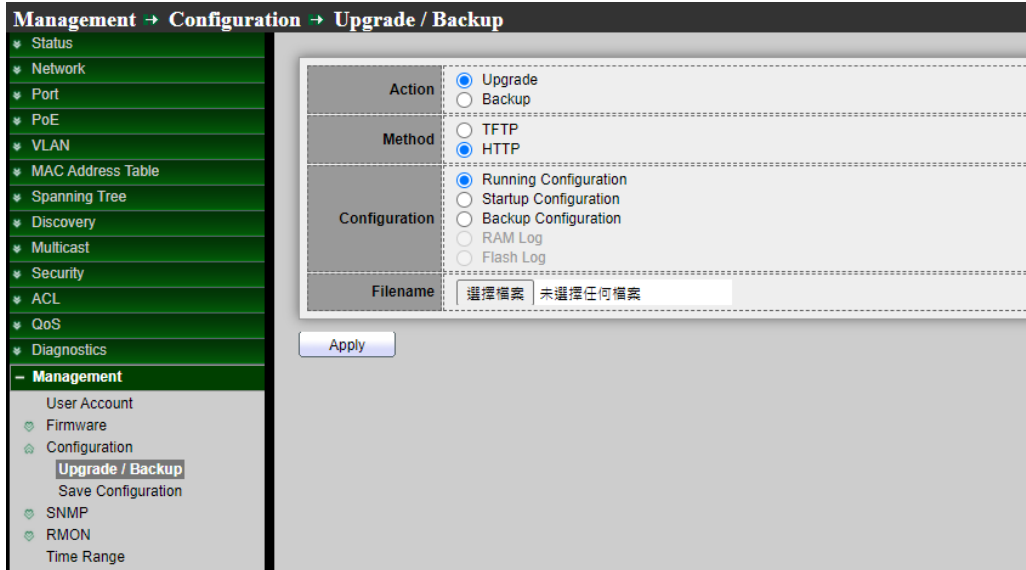 Management → Configuration → Upgrade / Backup
Status
Network
Port
PoE
VLAN
MAC Address Table
Spanning Tree
Discovery
Multicast
Security
ACL
QoS
Diagnostics
Management
User Account
Firmware
Configuration
Upgrade / Backup
Save Configuration
SNMP
RMON
Time Range
Action
Upgrade
Backup
Method
TFTP
HTTP
Configuration
Running Configuration
Startup Configuration
Backup Configuration
RAM Log
Flash Log
Filename
選擇檔案 未選擇任何檔案
Apply